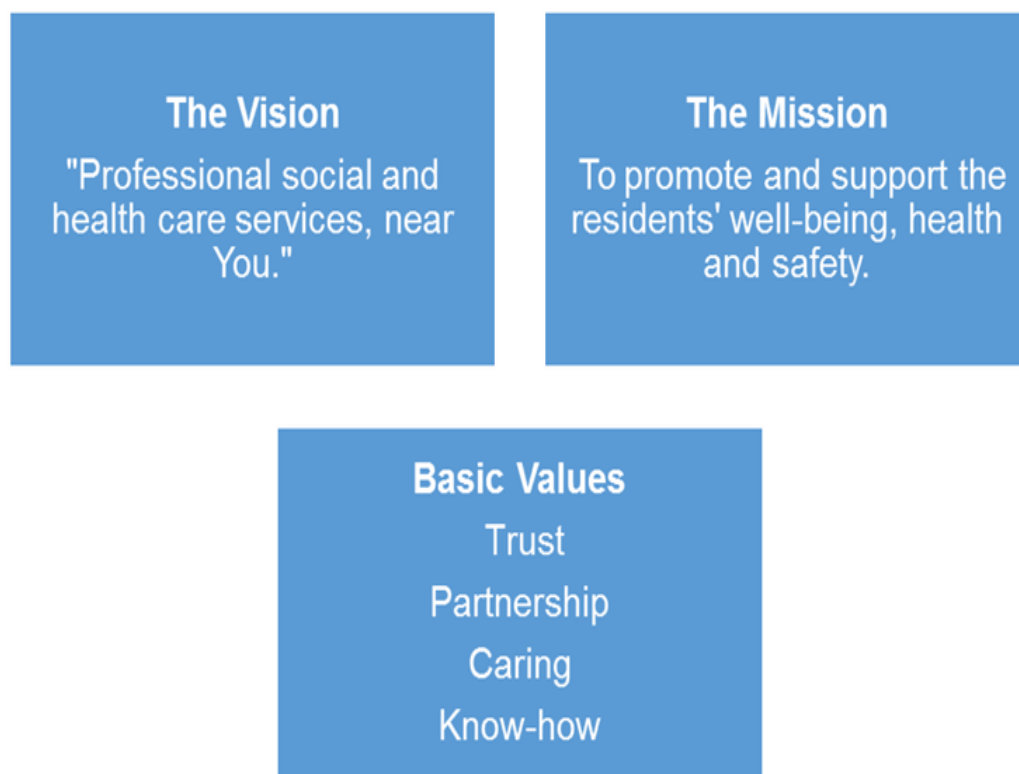 The Vision
"Professional social and
health care services, near
You."
The Mission
To promote and support the
residents' well-being, health
and safety.
Basic Values
Trust
Partnership
Caring
Know-how